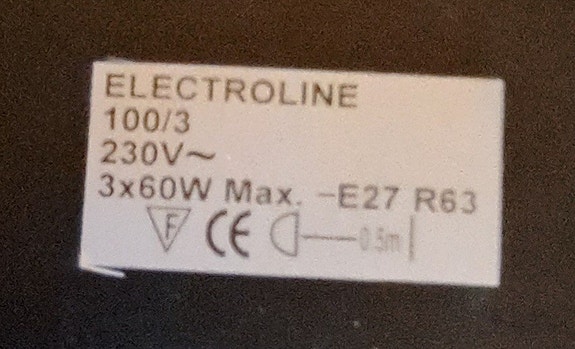 ELECTROLINE
100/3
230V~
3x60W Max. -E27 R63
F CE 0.5m